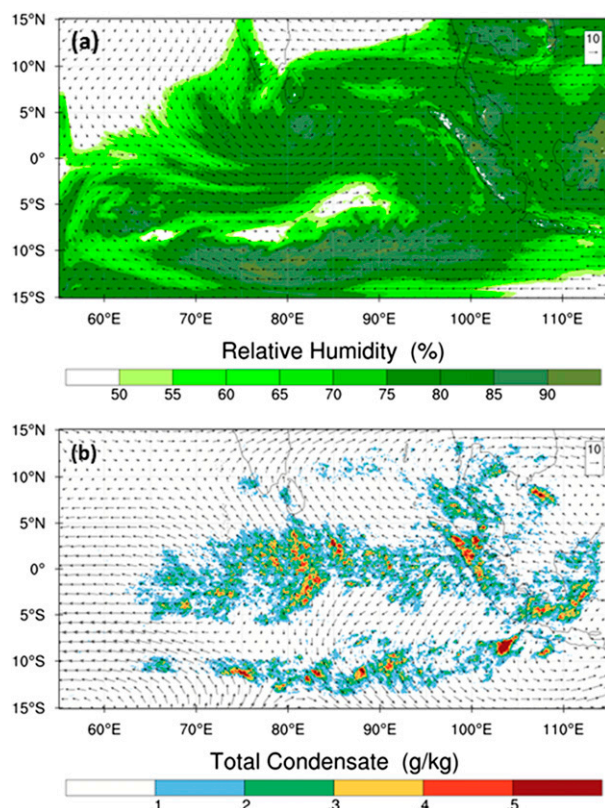 15°N
(a)
10
10°N
5°N
0°
5°S
10°S
15°S
60°E 70°E 80°E 90°E 100°E 110°E
Relative Humidity (%)
50 55 60 65 70 75 80 85 90
15°N
(b)
10
10°N
5°N
0°
5°S
10°S
15°S
60°E 70°E 80°E 90°E 100°E 110°E
Total Condensate (g/kg)
1 2 3 4 5